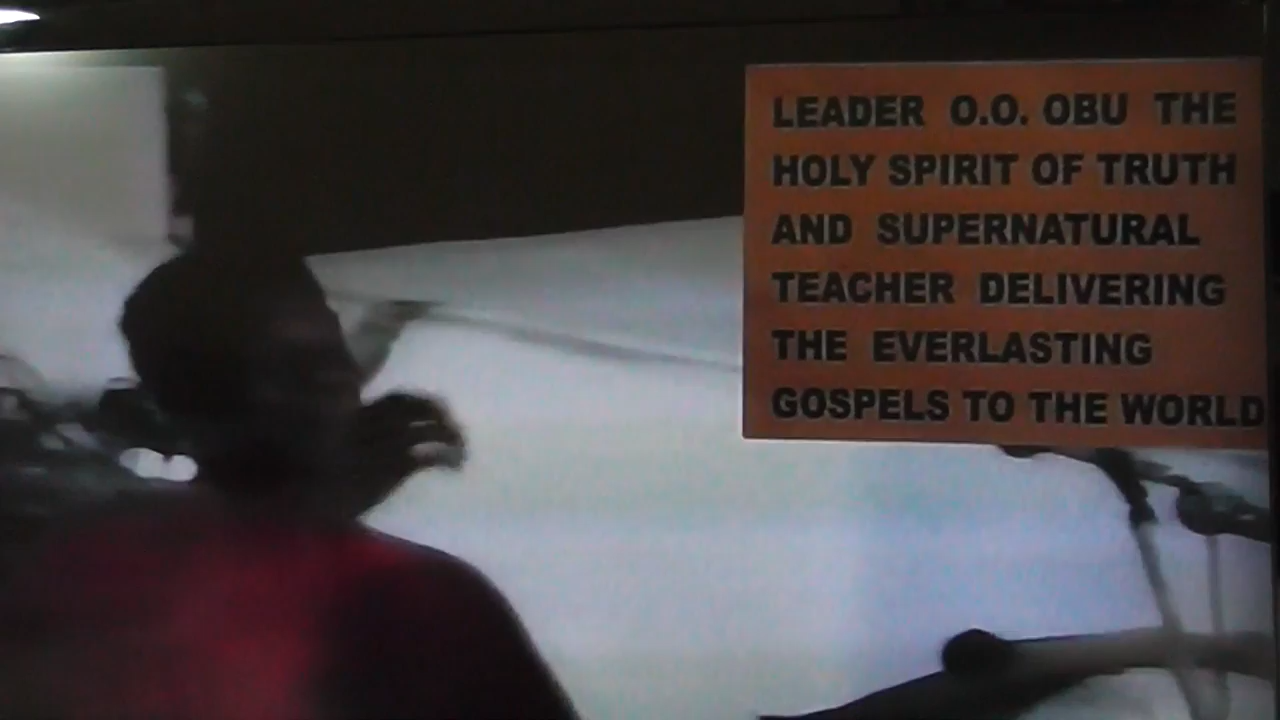 LEADER O.O. OBU THE
HOLY SPIRIT OF TRUTH
AND SUPERNATURAL
TEACHER DELIVERING
THE EVERLASTING
GOSPELS TO THE WORLD